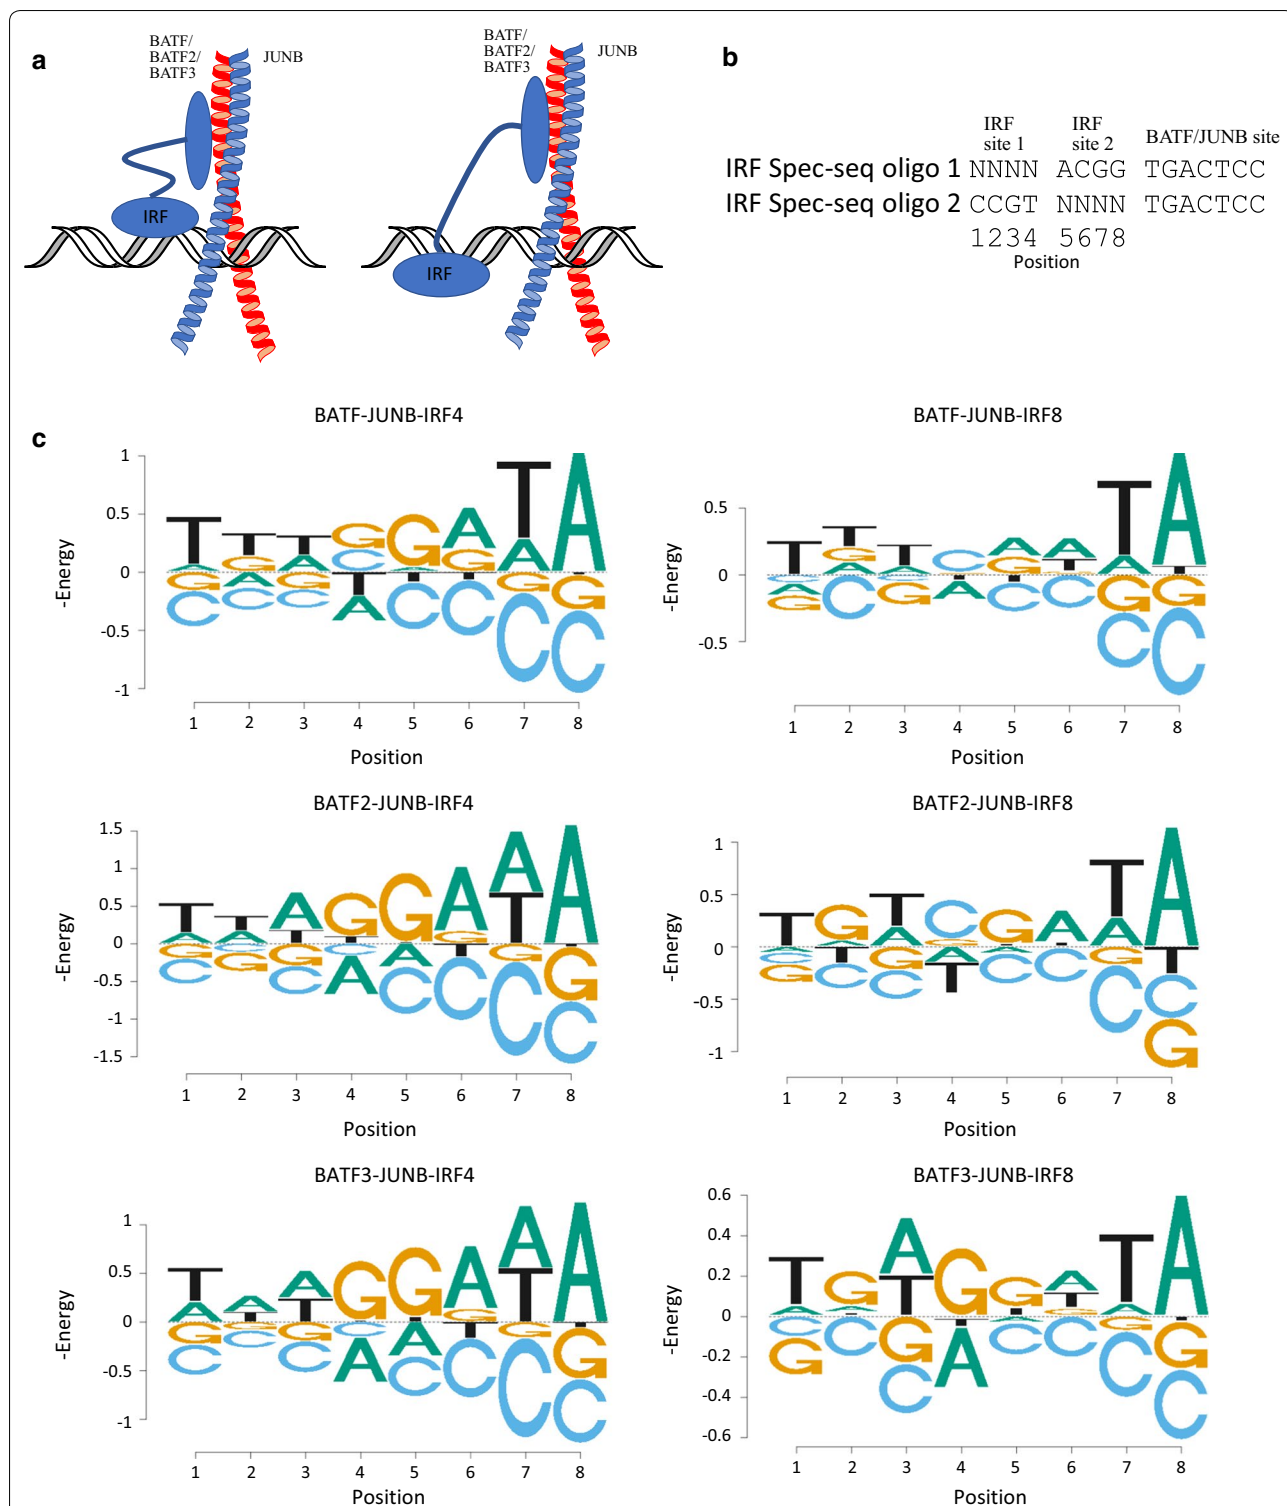 a
BATF/
BATF2/
BATF3
JUNB
IRF
BATF/
BATF2/
BATF3
JUNB
IRF
b
IRF site 1
IRF site 2
BATF/JUNB site
IRF Spec-seq oligo 1 NNNN ACGG TGACTCC
IRF Spec-seq oligo 2 CCGT NNNN TGACTCC
1234 5678
Position
c
BATF-JUNB-IRF4
-Energy
1
0.5
0
-0.5
-1
T T T G G A T A
A G A C A G A
G A G T T T G G
C C C A C C C C
1 2 3 4 5 6 7 8
Position
BATF-JUNB-IRF8
-Energy
0.5
0
-0.5
T T T C A A T A
G A G T A T
C A C T T G G
A C G A C C C C
G
1 2 3 4 5 6 7 8
Position
BATF2-JUNB-IRF4
-Energy
1.5
1
0.5
0
-0.5
-1
-1.5
T T A G G A A A
A A T T G T
G C G C A T G G
C G C A C C C C
1 2 3 4 5 6 7 8
Position
BATF2-JUNB-IRF8
-Energy
1
0.5
0
-0.5
-1
T G T C G A T A
A A G T T A
A T G A A G T
C C C T C C C C
G G
1 2 3 4 5 6 7 8
Position
BATF3-JUNB-IRF4
-Energy
1
0.5
0
-0.5
-1
T A A G G A A A
A T T T G T
G G G C A T G G
C C C A C C C C
1 2 3 4 5 6 7 8
Position
BATF3-JUNB-IRF8
-Energy
0.6
0.4
0.2
0
-0.2
-0.4
-0.6
T G A G G A T A
A A T T T A
G
C C G T A C G G
G C A C C C
1 2 3 4 5 6 7 8
Position